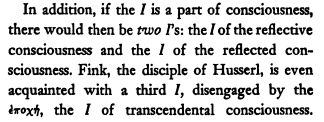 In addition, if the I is a part of consciousness,
there would then be two I's: the I of the reflective
consciousness and the I of the reflected con-
sciousness. Fink, the disciple of Husserl, is even
acquainted with a third I, disengaged by the
ἐποχή, the I of transcendental consciousness.